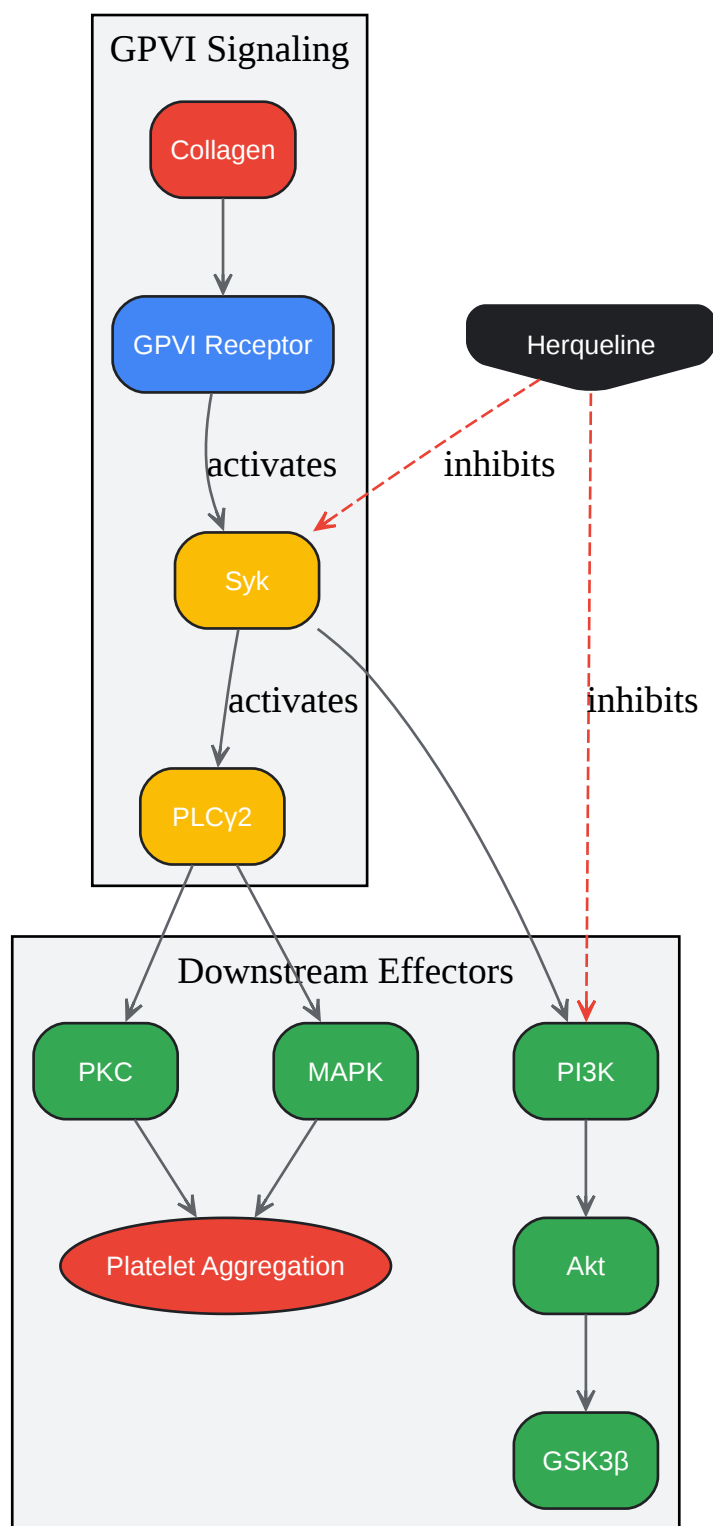 GPVI Signaling
Collagen
GPVI Receptor
Herqueline
activates
inhibits
Syk
activates
inhibits
PLCγ2
Downstream Effectors
PKC
MAPK
PI3K
Platelet Aggregation
Akt
GSK3β